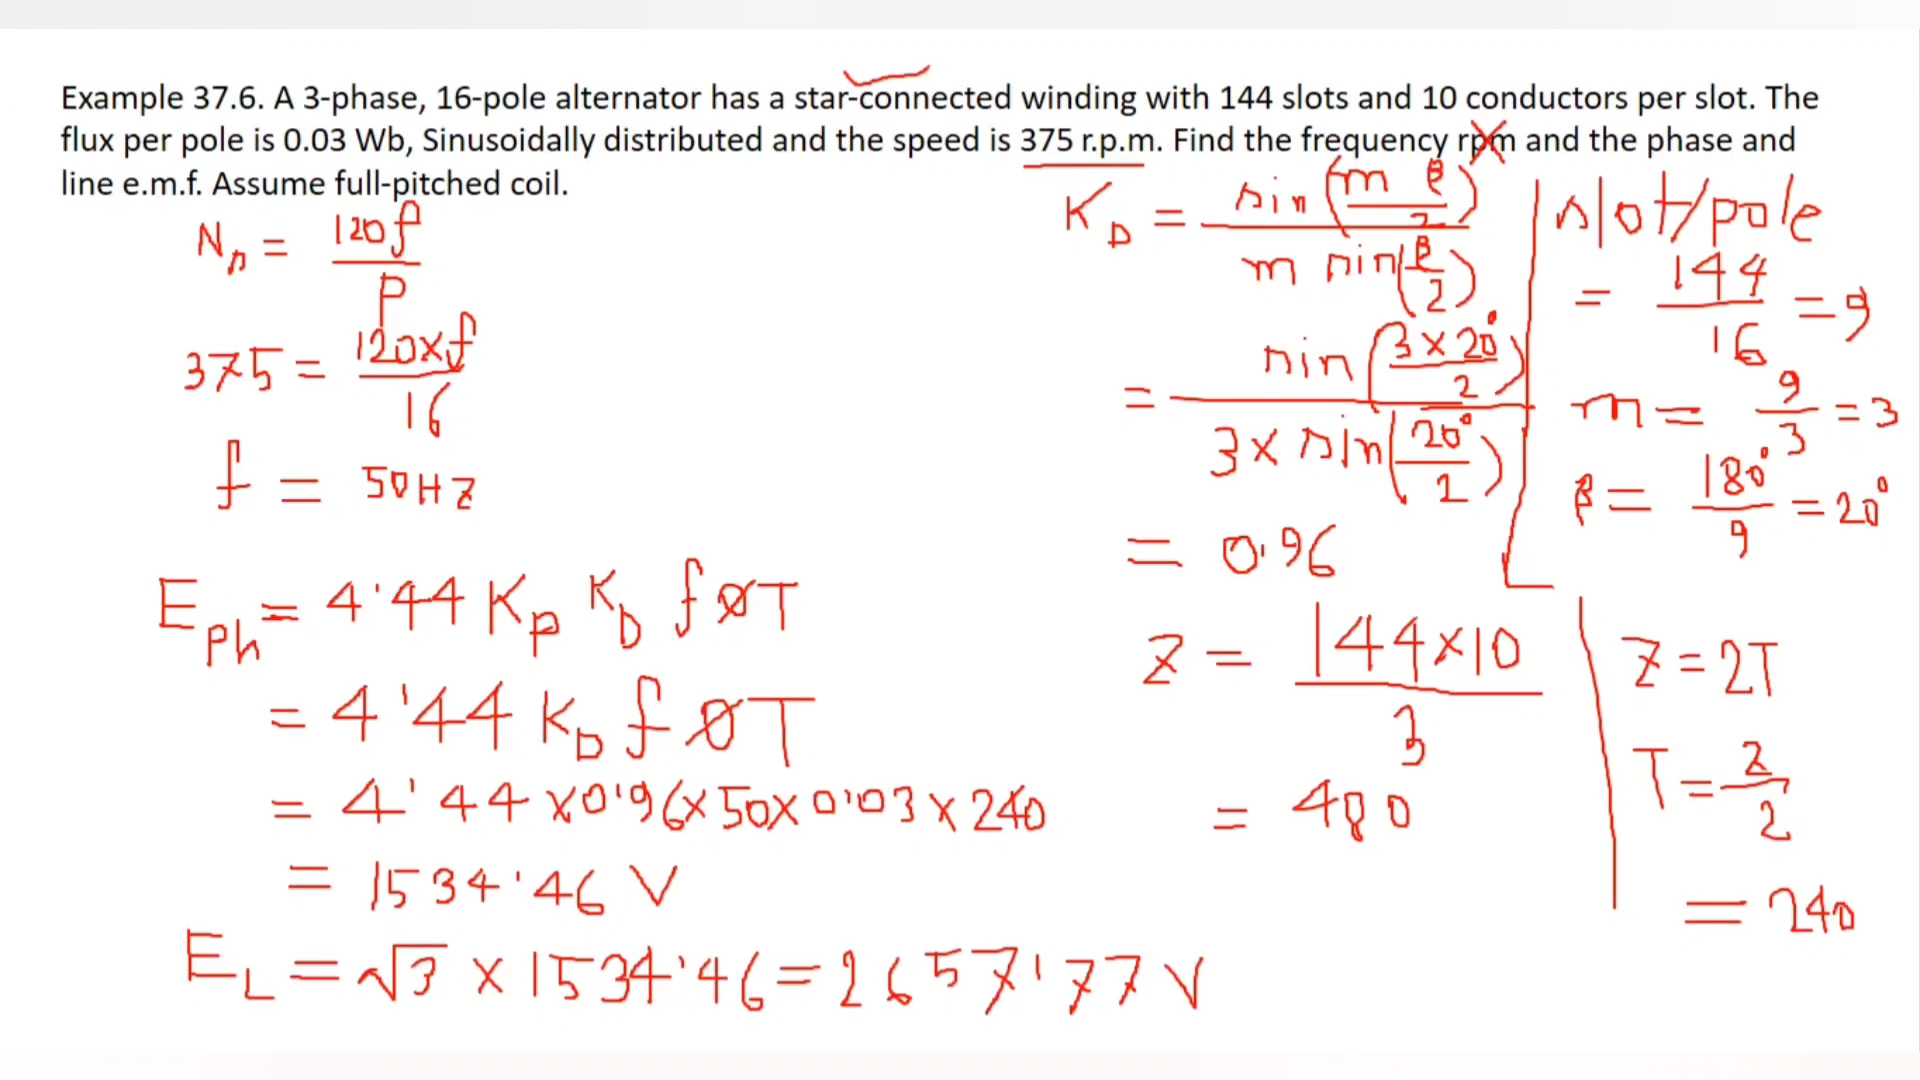 Example 37.6. A 3-phase, 16-pole alternator has a star-connected winding with 144 slots and 10 conductors per slot. The
flux per pole is 0.03 Wb, Sinusoidally distributed and the speed is 375 r.p.m. Find the frequency rpm and the phase and
line e.m.f. Assume full-pitched coil.
Ns = 120f / P
375 = 120×f / 16
f = 50Hz
EPh = 4.44 KP KD f Ø T
= 4.44 KD f Ø T
= 4.44 × 0.96 × 50 × 0.03 × 240
= 1534.46 V
EL = √3 × 1534.46 = 2657.77 V
KD = sin (m β / 2) / m sin (β / 2)
= sin (3 × 20° / 2) / 3 × sin (20° / 2)
= 0.96
Z = 144×10 / 3
= 480
slot/pole
= 144 / 16 = 9
m = 9 / 3 = 3
β = 180° / 9 = 20°
Z = 2T
T = Z / 2
= 240